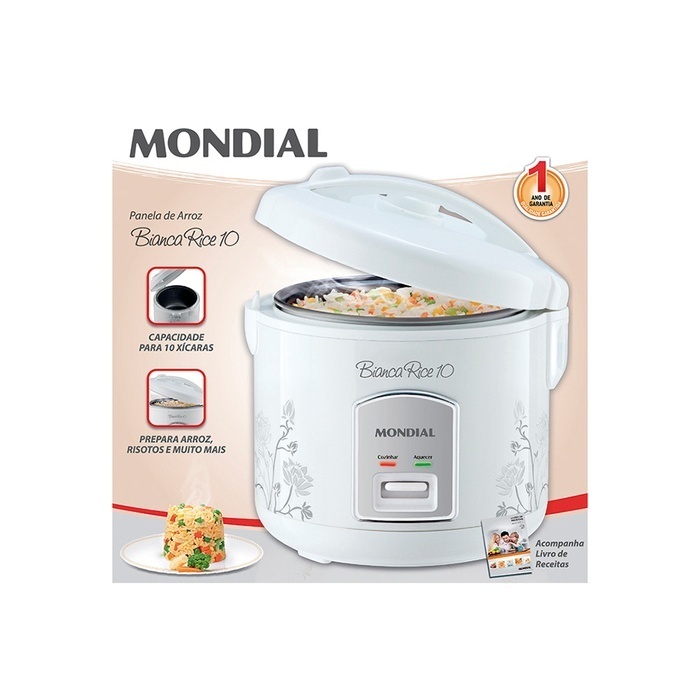 MONDIAL
1
ANO DE
GARANTIA
Panela de Arroz
Bianca Rice 10
CAPACIDADE
PARA 10 XÍCARAS
PREPARA ARROZ,
RISOTOS E MUITO MAIS
Bianca Rice 10
MONDIAL
Cozinhar Aquecer
Acompanha
Livro de
Receitas